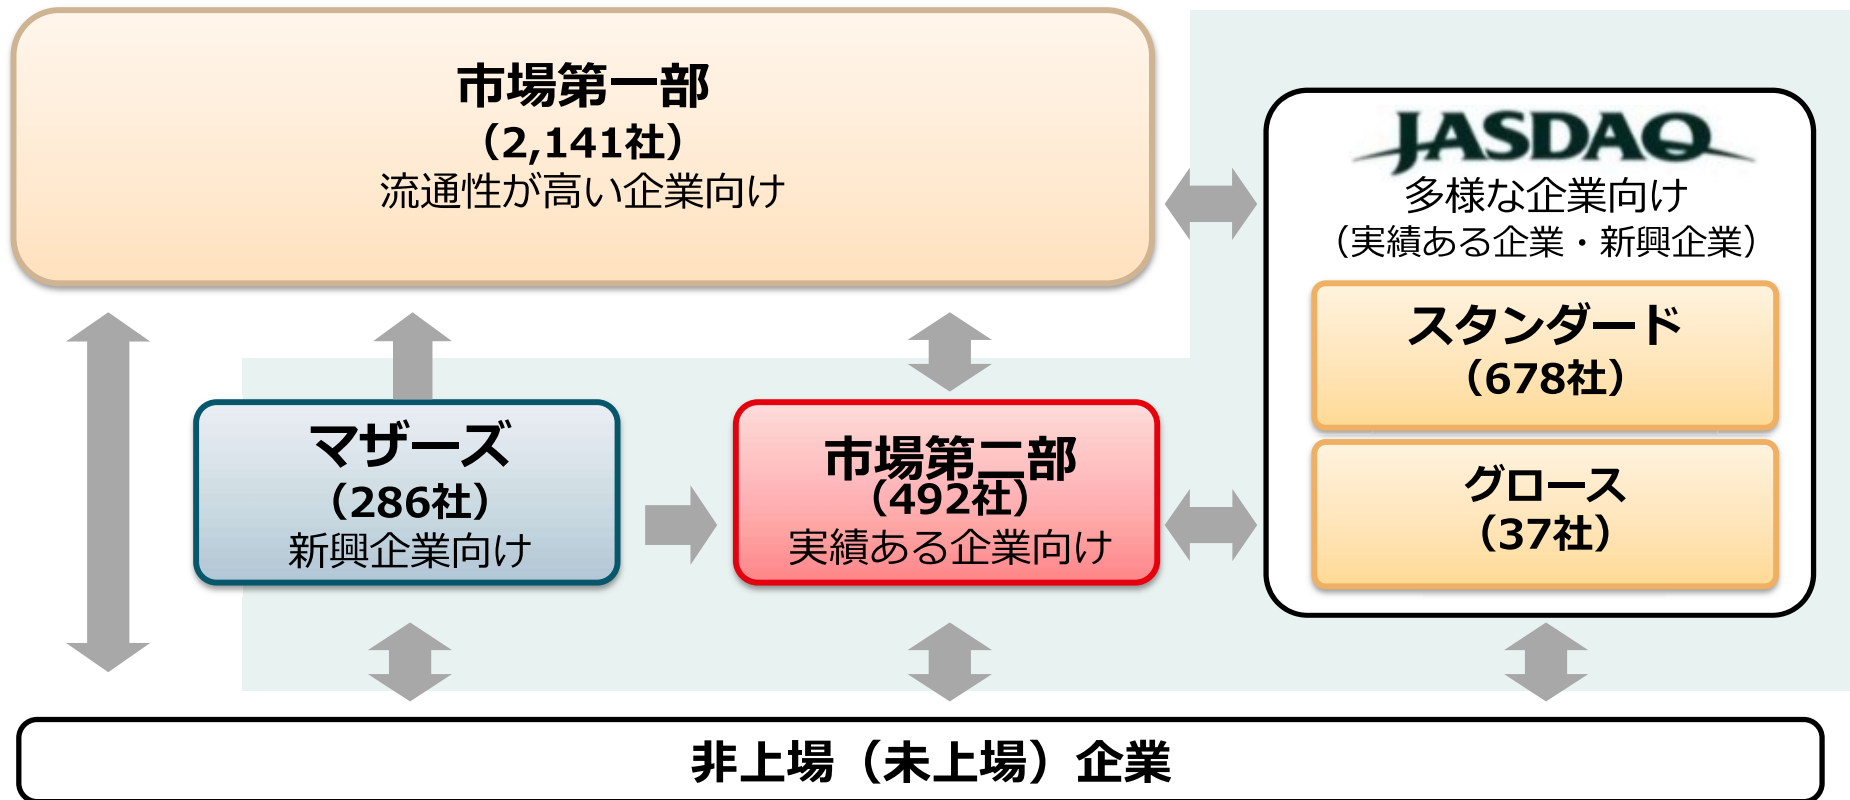 市場第一部
（2,141社）
流通性が高い企業向け
JASDAQ
多様な企業向け
（実績ある企業・新興企業）
スタンダード
（678社）
グロース
（37社）
マザーズ
（286社）
新興企業向け
市場第二部
（492社）
実績ある企業向け
非上場（未上場）企業